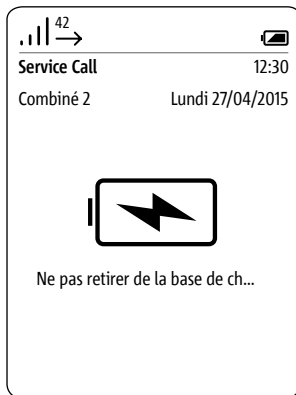 42
Service Call 12:30
Combiné 2 Lundi 27/04/2015
Ne pas retirer de la base de ch...